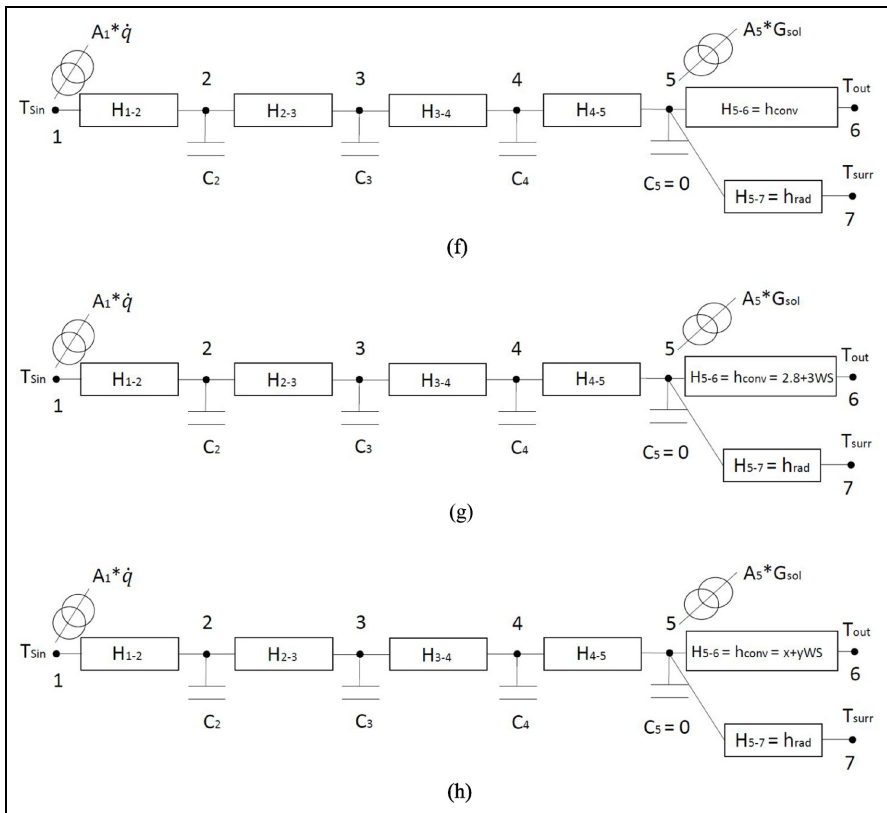 A1*q̇ A5*Gsol
2 3 4 5 Tout
TSin H1-2 H2-3 H3-4 H4-5 H5-6 = hconv
1 6
C2 C3 C4 C5 = 0 Tsurr
H5-7 = hrad
7
(f)
A1*q̇ A5*Gsol
2 3 4 5 Tout
TSin H1-2 H2-3 H3-4 H4-5 H5-6 = hconv = 2.8+3WS
1 6
C2 C3 C4 C5 = 0 Tsurr
H5-7 = hrad
7
(g)
A1*q̇ A5*Gsol
2 3 4 5 Tout
TSin H1-2 H2-3 H3-4 H4-5 H5-6 = hconv = x+yWS
1 6
C2 C3 C4 C5 = 0 Tsurr
H5-7 = hrad
7
(h)